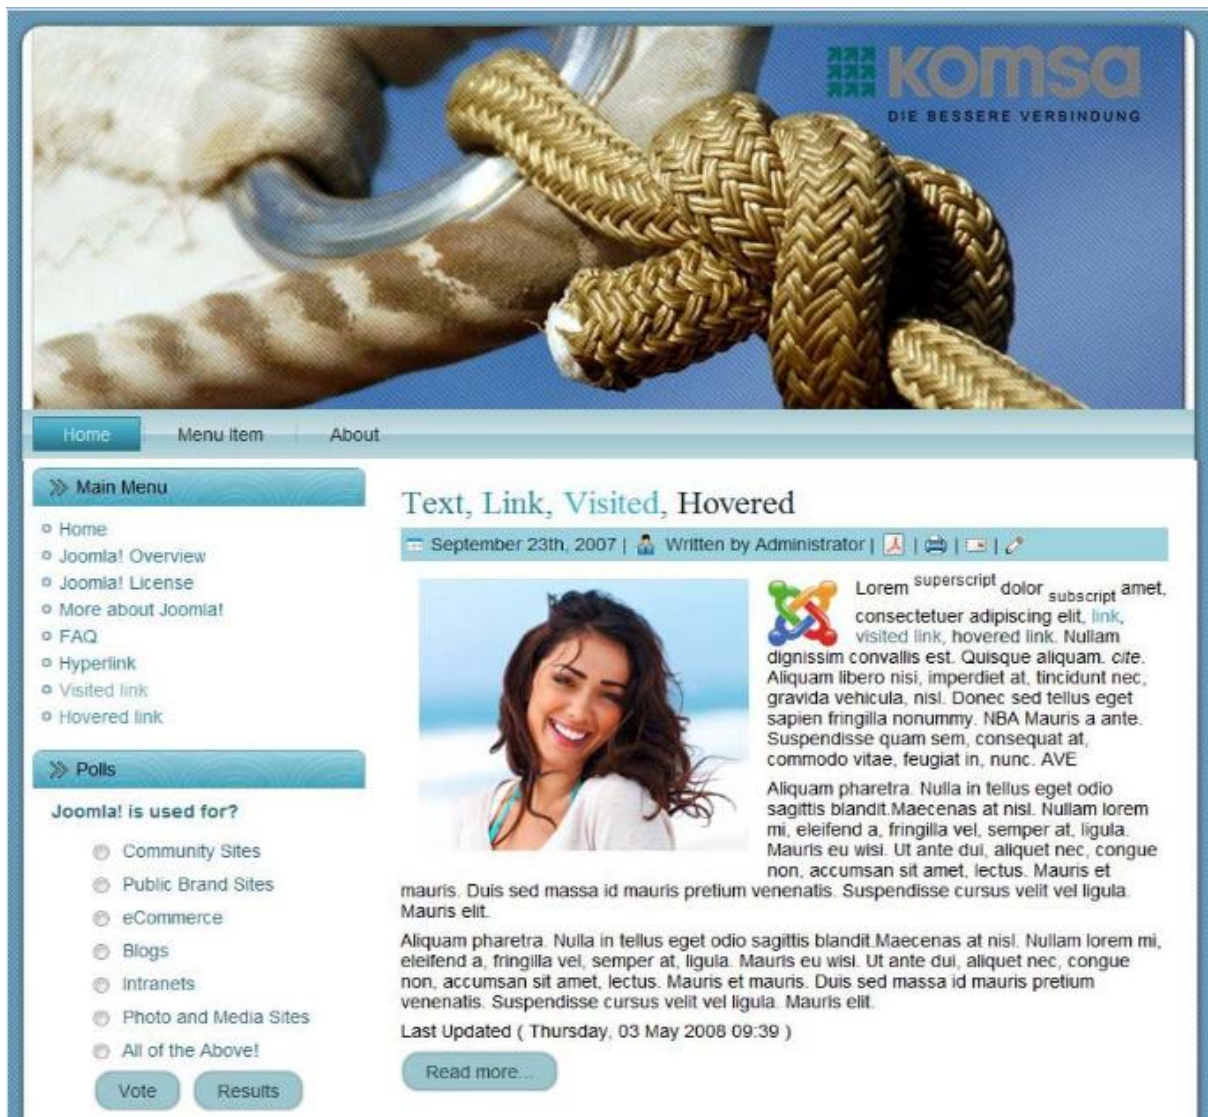 komsa
DIE BESSERE VERBINDUNG
Home Menu Item About
Main Menu
Home
Joomla! Overview
Joomla! License
More about Joomla!
FAQ
Hyperlink
Visited link
Hovered link
Polls
Joomla! is used for?
Community Sites
Public Brand Sites
eCommerce
Blogs
Intranets
Photo and Media Sites
All of the Above!
Vote Results
Text, Link, Visited, Hovered
September 23th, 2007 | Written by Administrator | | | |
Lorem superscript dolor subscript amet,
consectetuer adipiscing elit, link,
visited link, hovered link. Nullam
dignissim convallis est. Quisque aliquam. cite.
Aliquam libero nisi, imperdiet at, tincidunt nec,
gravida vehicula, nisl. Donec sed tellus eget
sapien fringilla nonummy. NBA Mauris a ante.
Suspendisse quam sem, consequat at,
commodo vitae, feugiat in, nunc. AVE
Aliquam pharetra. Nulla in tellus eget odio
sagittis blandit.Maecenas at nisl. Nullam lorem
mi, eleifend a, fringilla vel, semper at, ligula.
Mauris eu wisi. Ut ante dui, aliquet nec, congue
non, accumsan sit amet, lectus. Mauris et
mauris. Duis sed massa id mauris pretium venenatis. Suspendisse cursus velit vel ligula.
Mauris elit.
Aliquam pharetra. Nulla in tellus eget odio sagittis blandit.Maecenas at nisl. Nullam lorem mi,
eleifend a, fringilla vel, semper at, ligula. Mauris eu wisi. Ut ante dui, aliquet nec, congue
non, accumsan sit amet, lectus. Mauris et mauris. Duis sed massa id mauris pretium
venenatis. Suspendisse cursus velit vel ligula. Mauris elit.
Last Updated ( Thursday, 03 May 2008 09:39 )
Read more...